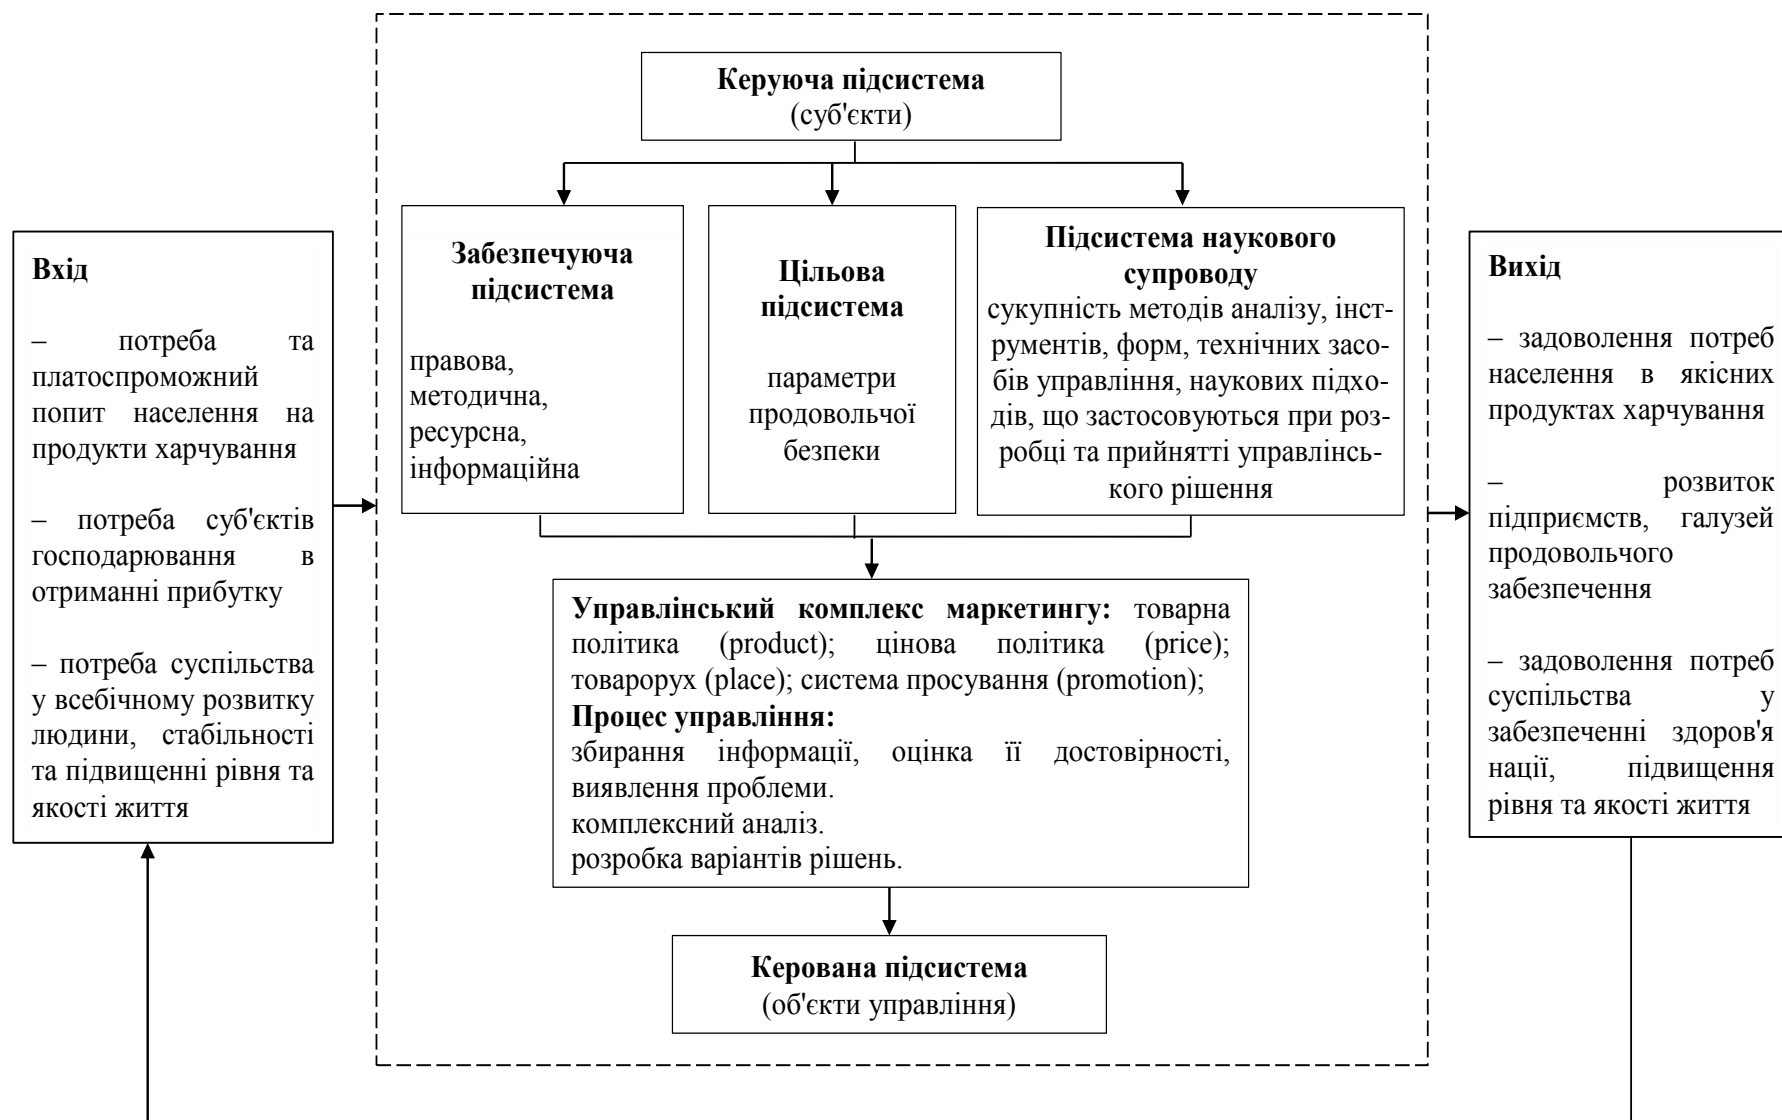 Керуюча підсистема
(суб'єкти)
Вхід
– потреба та
платоспроможний
попит населення на
продукти харчування
– потреба суб'єктів
господарювання в
отриманні прибутку
– потреба суспільства
у всебічному розвитку
людини, стабільності
та підвищенні рівня та
якості життя
Забезпечуюча
підсистема
правова,
методична,
ресурсна,
інформаційна
Цільова
підсистема
параметри
продовольчої
безпеки
Підсистема наукового
супроводу
сукупність методів аналізу, інст-
рументів, форм, технічних засо-
бів управління, наукових підхо-
дів, що застосовуються при роз-
робці та прийнятті управлінсь-
кого рішення
Управлінський комплекс маркетингу: товарна
політика (product); цінова політика (price);
товарорух (place); система просування (promotion);
Процес управління:
збирання інформації, оцінка її достовірності,
виявлення проблеми.
комплексний аналіз.
розробка варіантів рішень.
Керована підсистема
(об'єкти управління)
Вихід
– задоволення потреб
населення в якісних
продуктах харчування
– розвиток
підприємств, галузей
продовольчого
забезпечення
– задоволення потреб
суспільства у
забезпеченні здоров'я
нації, підвищення
рівня та якості життя